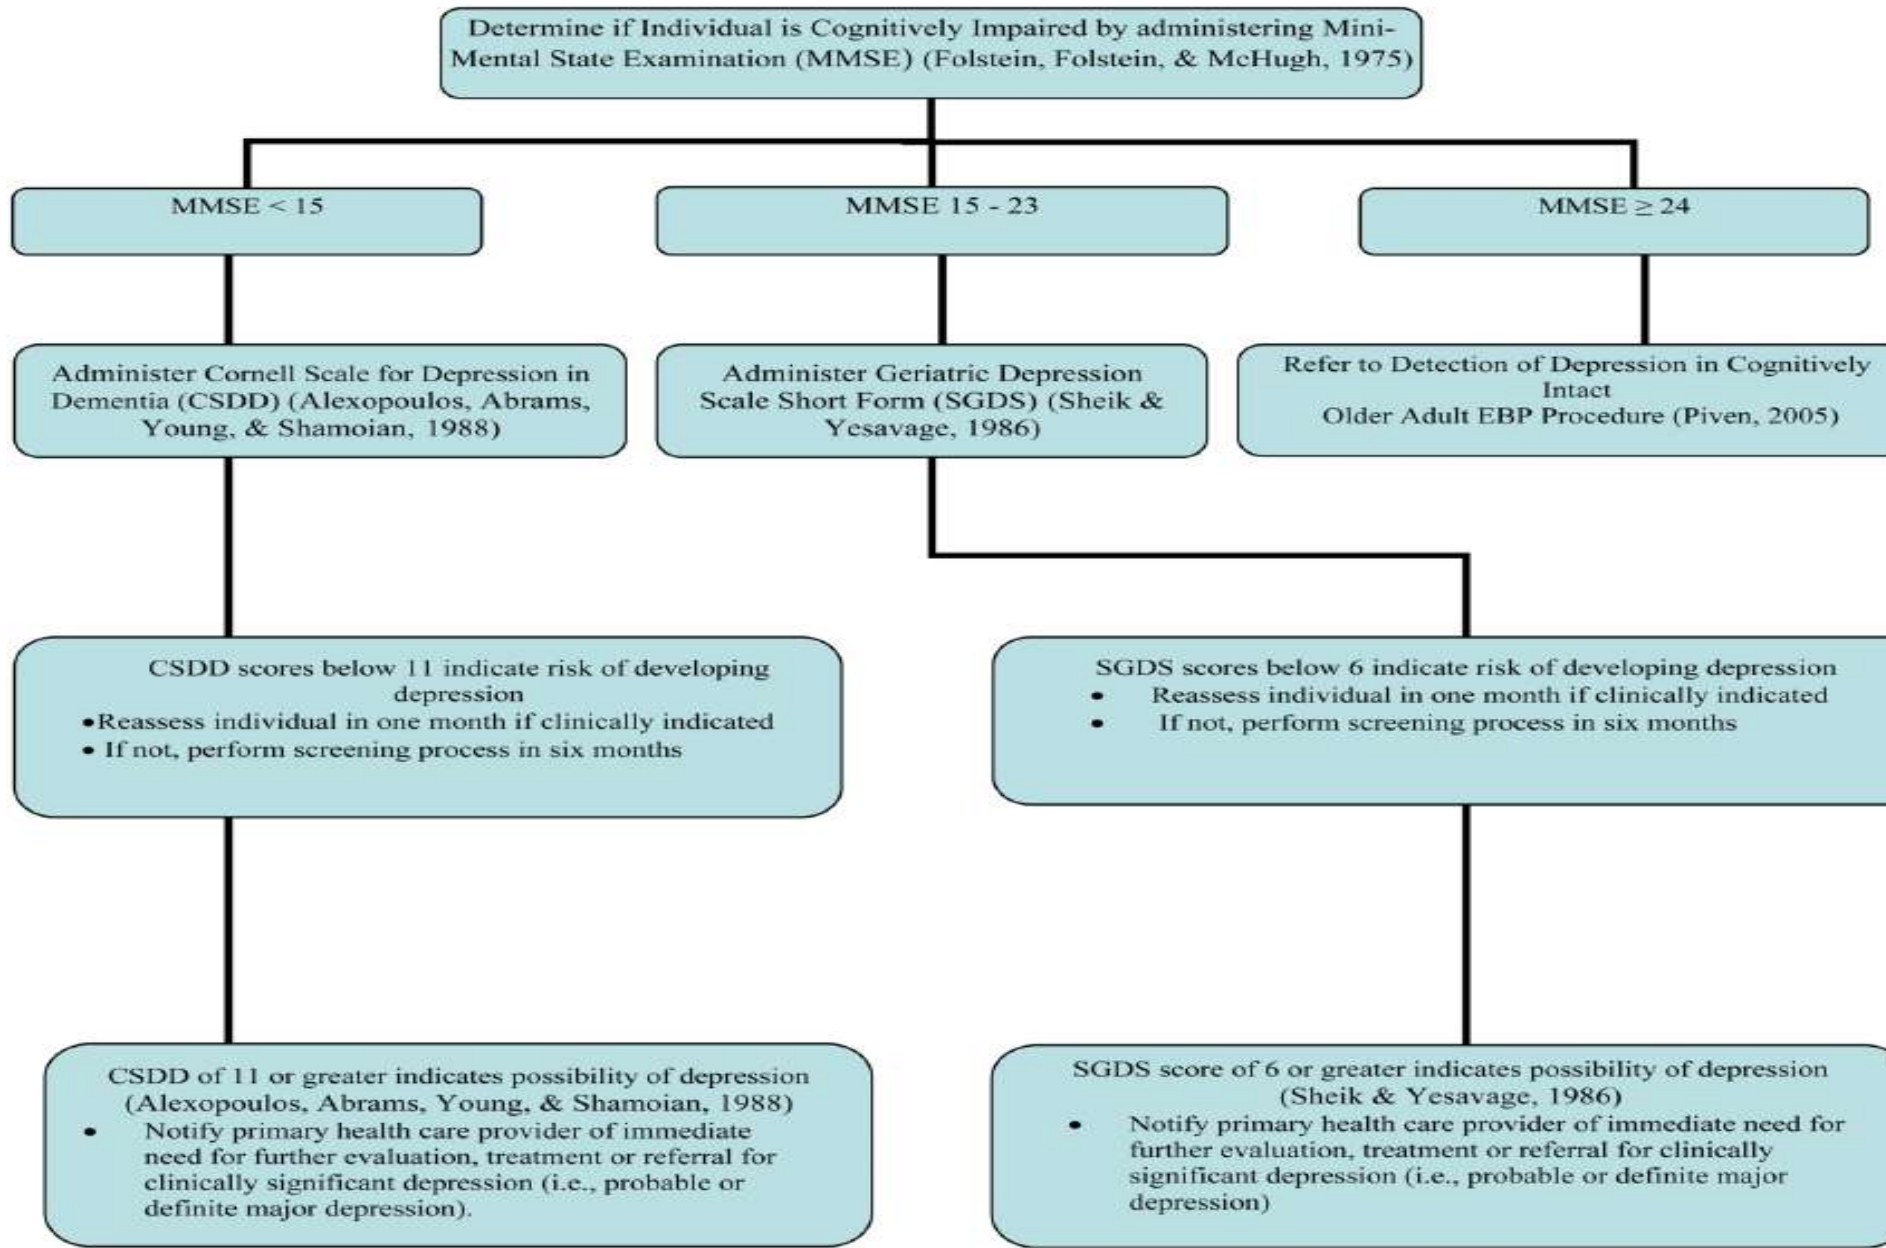 Determine if Individual is Cognitively Impaired by administering Mini-
Mental State Examination (MMSE) (Folstein, Folstein, & McHugh, 1975)
MMSE < 15
MMSE 15 - 23
MMSE ≥ 24
Administer Cornell Scale for Depression in
Dementia (CSDD) (Alexopoulos, Abrams,
Young, & Shamoian, 1988)
Administer Geriatric Depression
Scale Short Form (SGDS) (Sheik &
Yesavage, 1986)
Refer to Detection of Depression in Cognitively
Intact
Older Adult EBP Procedure (Piven, 2005)
CSDD scores below 11 indicate risk of developing
depression
•Reassess individual in one month if clinically indicated
• If not, perform screening process in six months
SGDS scores below 6 indicate risk of developing depression
• Reassess individual in one month if clinically indicated
• If not, perform screening process in six months
CSDD of 11 or greater indicates possibility of depression
(Alexopoulos, Abrams, Young, & Shamoian, 1988)
• Notify primary health care provider of immediate
need for further evaluation, treatment or referral for
clinically significant depression (i.e., probable or
definite major depression).
SGDS score of 6 or greater indicates possibility of depression
(Sheik & Yesavage, 1986)
• Notify primary health care provider of immediate need for
further evaluation, treatment or referral for clinically
significant depression (i.e., probable or definite major
depression)